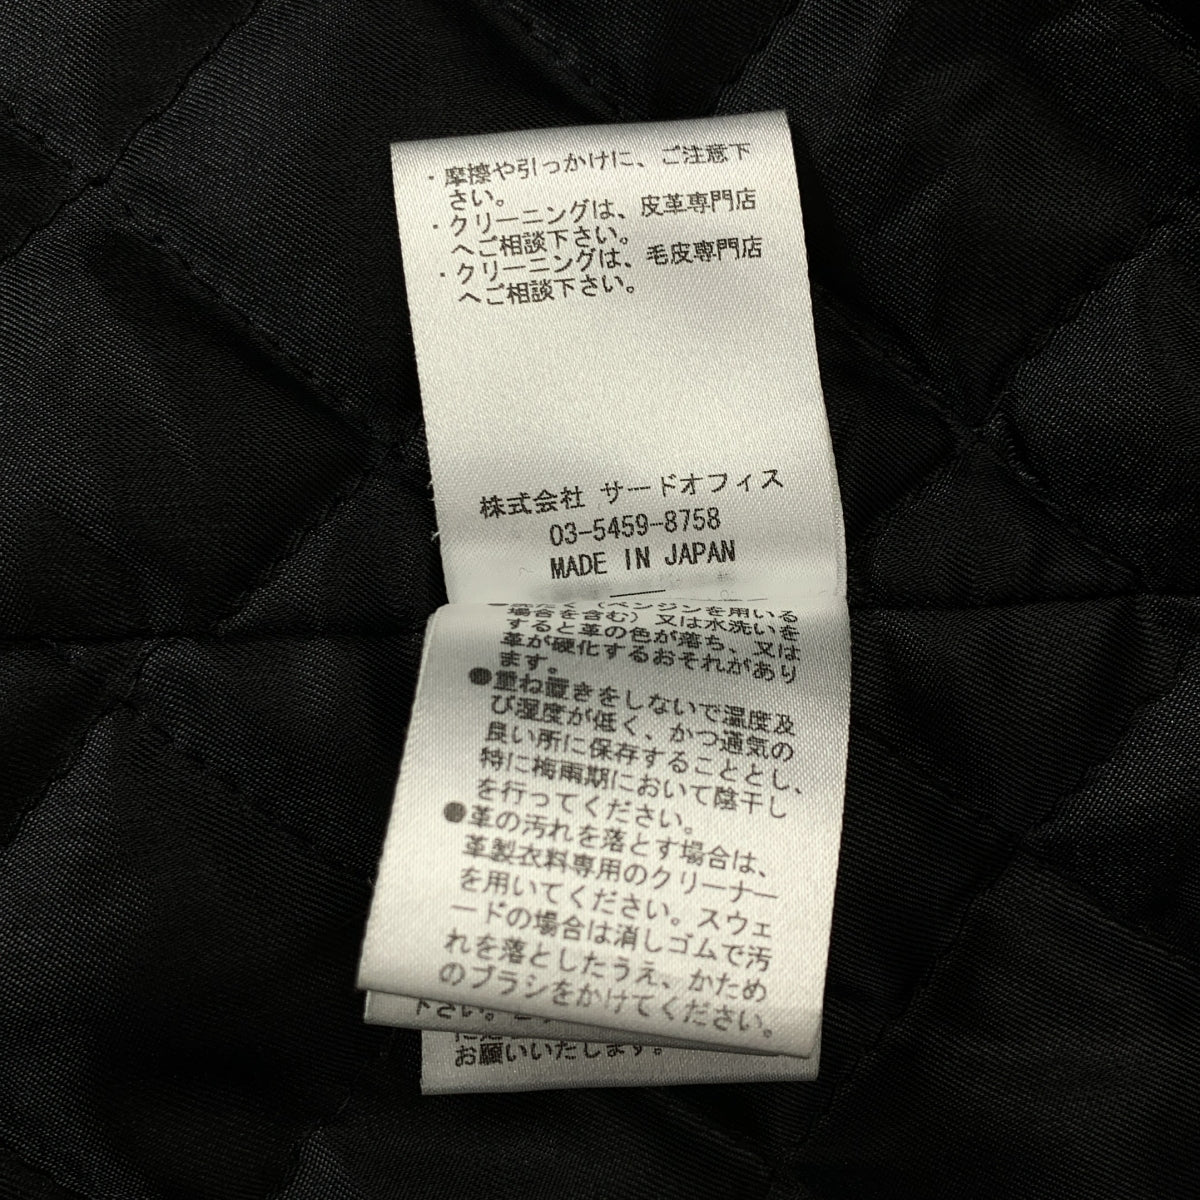 ・摩擦や引っかけに、ご注意下
さい。
・クリーニングは、皮革専門店
へご相談下さい。
・クリーニングは、毛皮専門店
へご相談下さい。
株式会社 サードオフィス
03-5459-8758
MADE IN JAPAN
(ベンジンを用いる
場合を含む)又は水洗いを
すると革の色が落ち、又は
革が硬化するおそれがあり
ます。
●重ね置きをしないで温度及
び湿度が低く、かつ通気の
良い所に保存することとし、
特に梅雨期において陰干し
を行ってください。
●革の汚れを落とす場合は、
革製衣料専用のクリーナー
を用いてください。スウェ
ードの場合は消しゴムで汚
れを落としたうえ、かため
のブラシをかけてください。
下さい。
お願いいたします。